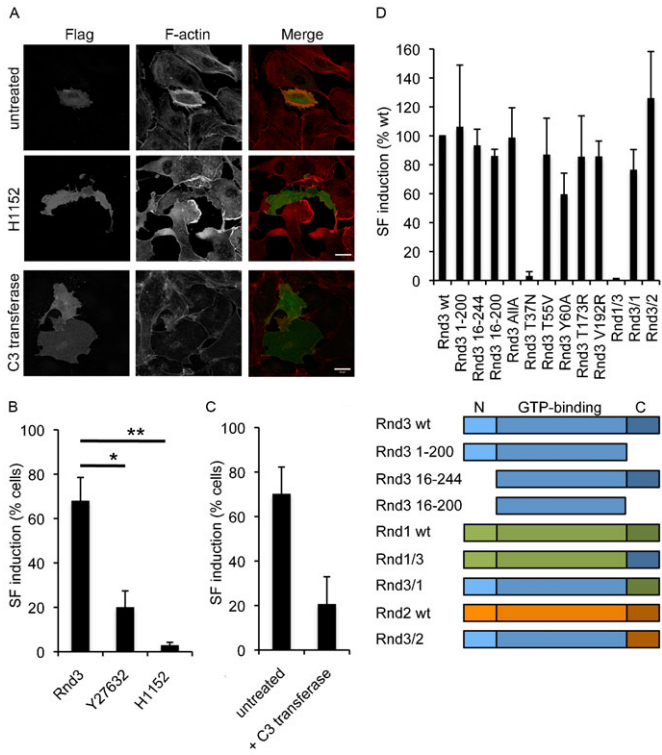 A
Flag F-actin Merge
untreated
H1152
C3 transferase
B
SF induction (% cells)
100
80
60
40
20
0
**
*
Rnd3
Y27632
H1152
C
SF induction (% cells)
100
80
60
40
20
0
untreated
+ C3 transferase
D
SF induction (% wt)
160
140
120
100
80
60
40
20
0
Rnd3 wt
Rnd3 1-200
Rnd3 16-244
Rnd3 16-200
Rnd3 AllA
Rnd3 T37N
Rnd3 T55V
Rnd3 Y60A
Rnd3 T173R
Rnd3 V192R
Rnd1/3
Rnd3/1
Rnd3/2
N GTP-binding C
Rnd3 wt
Rnd3 1-200
Rnd3 16-244
Rnd3 16-200
Rnd1 wt
Rnd1/3
Rnd3/1
Rnd2 wt
Rnd3/2